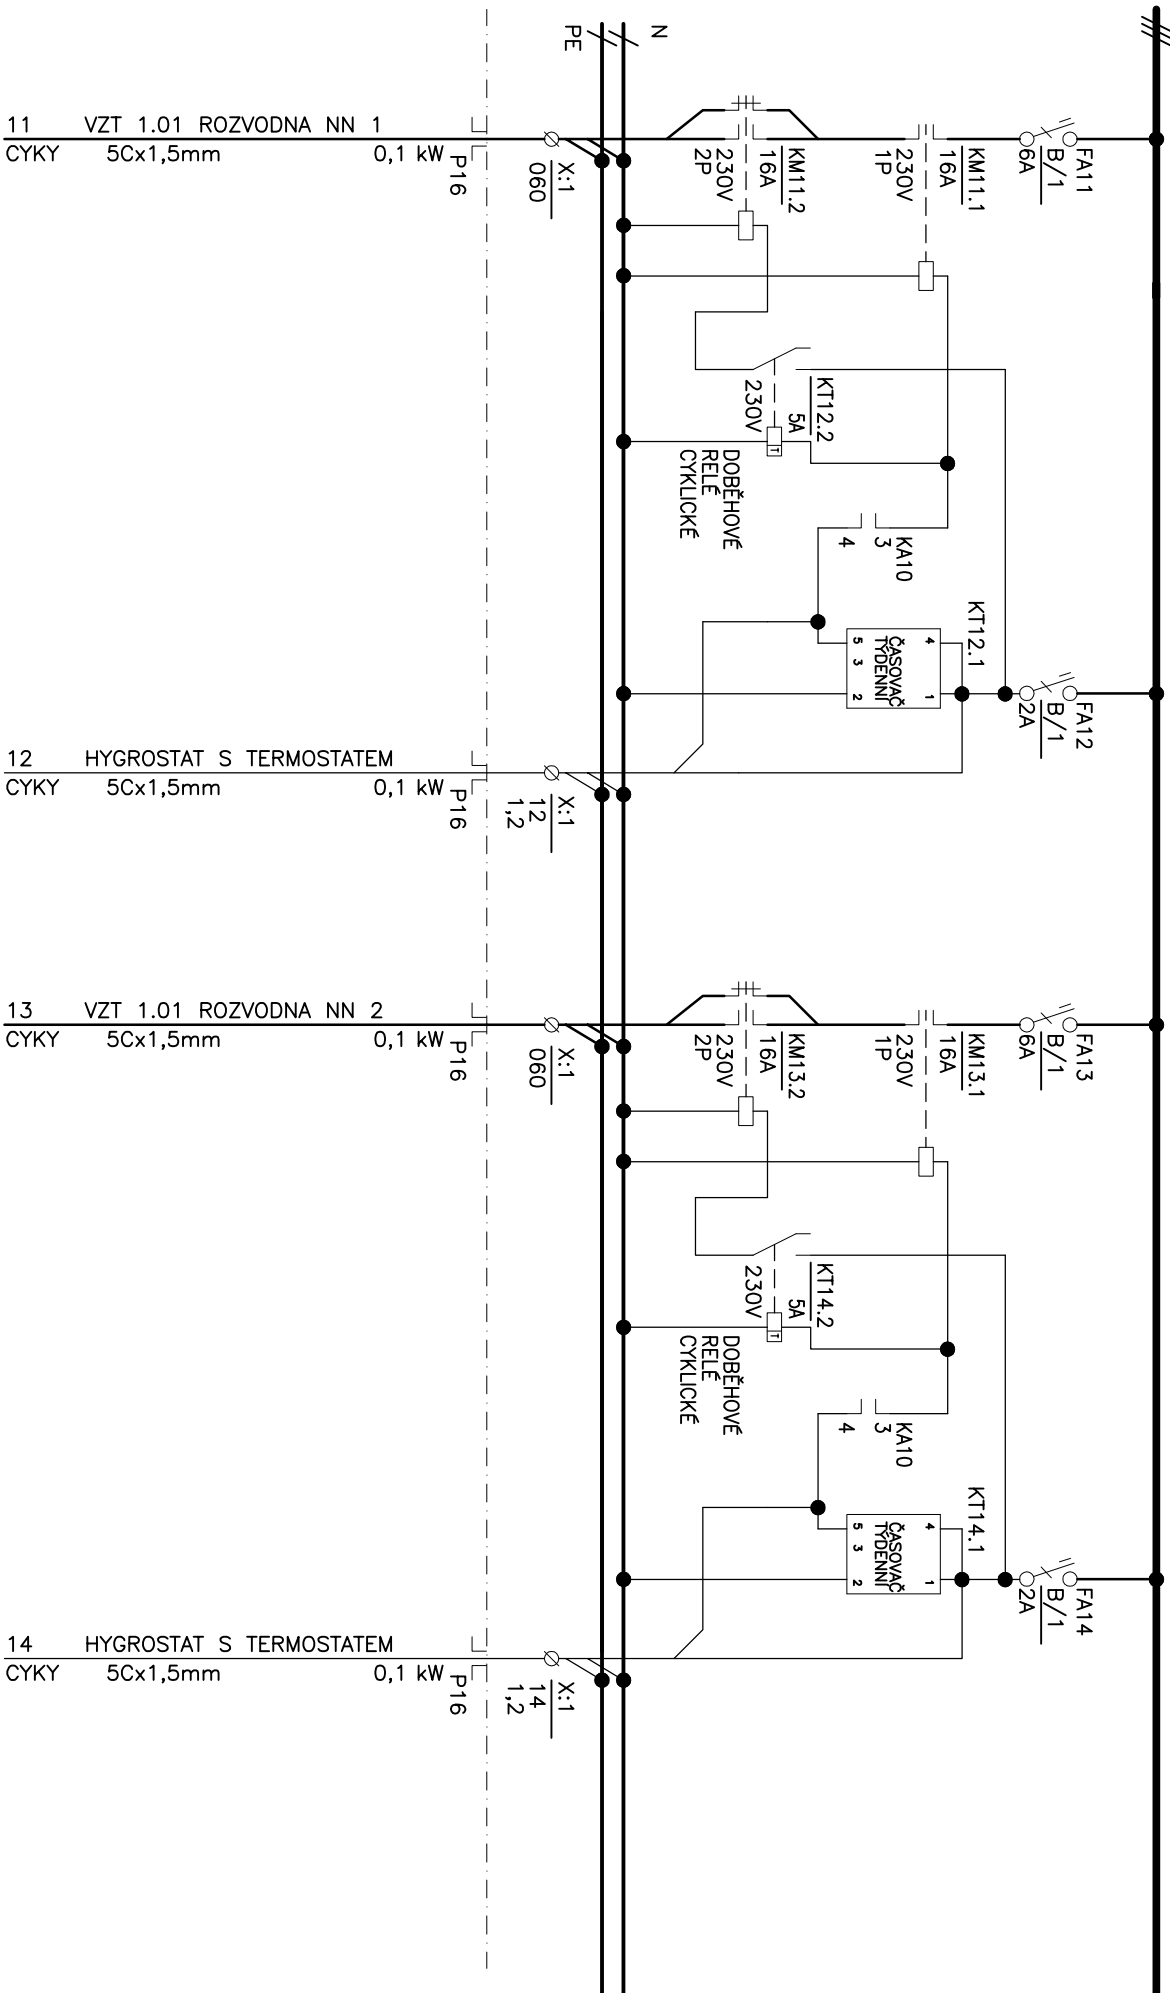 PE
N
11 VZT 1.01 ROZVODNA NN 1
CYKY 5Cx1,5mm 0,1 kW
P16
X:1
060
KM11.2
16A
230V
2P
KM11.1
16A
230V
1P
FA11
B/1
6A
KT12.2
5A
230V
DOBĚHOVÉ
RELÉ
CYKLICKÉ
KA10
3
4
KT12.1
ČASOVAČ
TÝDENNÍ
4
1
5
3
2
FA12
B/1
2A
12 HYGROSTAT S TERMOSTATEM
CYKY 5Cx1,5mm 0,1 kW
P16
X:1
12
1,2
13 VZT 1.01 ROZVODNA NN 2
CYKY 5Cx1,5mm 0,1 kW
P16
X:1
060
KM13.2
16A
230V
2P
KM13.1
16A
230V
1P
FA13
B/1
6A
KT14.2
5A
230V
DOBĚHOVÉ
RELÉ
CYKLICKÉ
KA10
3
4
KT14.1
ČASOVAČ
TÝDENNÍ
4
1
5
3
2
FA14
B/1
2A
14 HYGROSTAT S TERMOSTATEM
CYKY 5Cx1,5mm 0,1 kW
P16
X:1
14
1,2